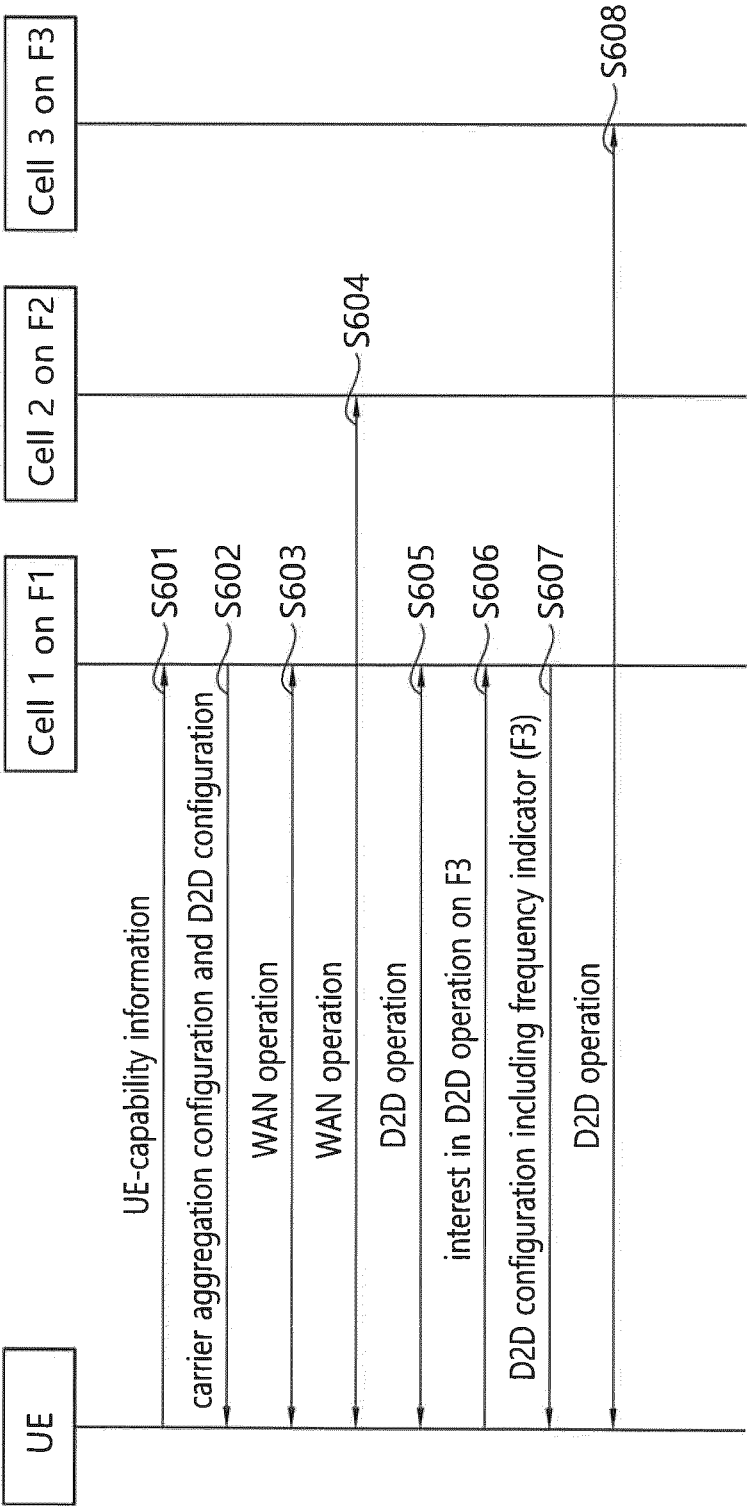 UE
Cell 1 on F1
Cell 2 on F2
Cell 3 on F3
UE-capability information
S601
carrier aggregation configuration and D2D configuration
S602
WAN operation
S603
WAN operation
S604
D2D operation
S605
interest in D2D operation on F3
S606
D2D configuration including frequency indicator (F3)
S607
D2D operation
S608